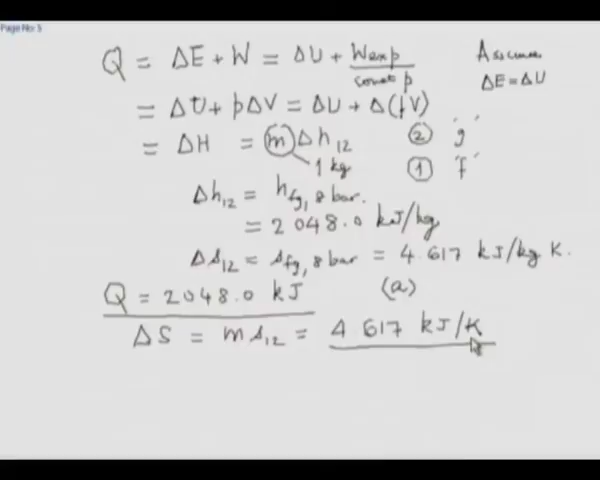 Page No: 5
Q = ΔE + W = ΔU + Wexp / const p
Assume
ΔE = ΔU
= ΔU + pΔV = ΔU + Δ(pV)
= ΔH = m Δh12
② 'g'
1 kg
① 'f'
Δh12 = hfg, 8 bar.
= 2048.0 kJ/kg
Δs12 = sfg, 8 bar = 4.617 kJ/kg K.
Q = 2048.0 kJ (a)
ΔS = m s12 = 4.617 kJ/K